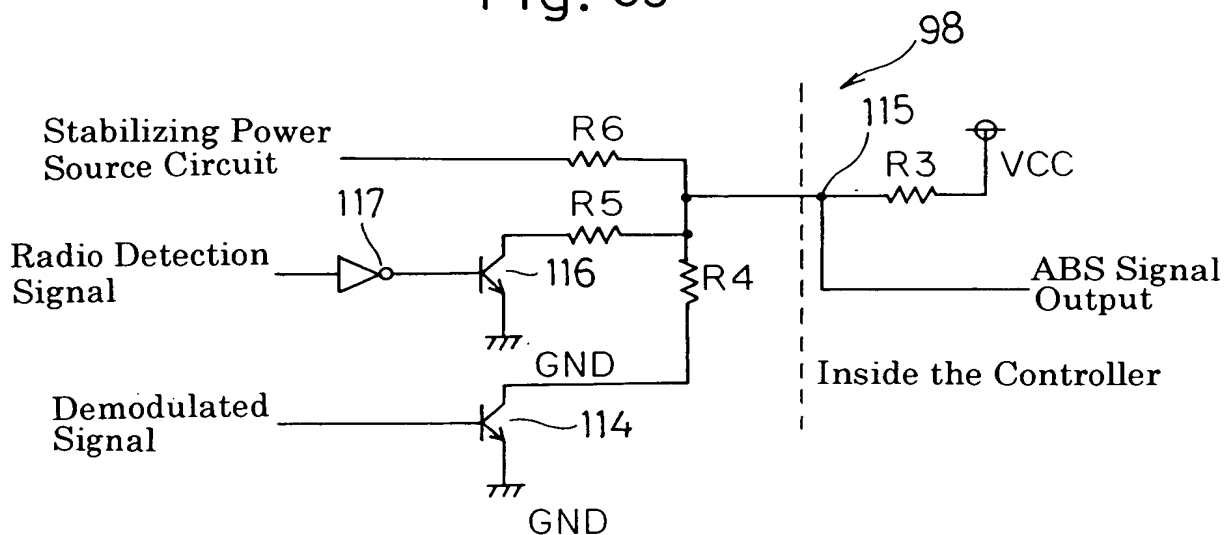 Fig.
98
115
Stabilizing Power
Source Circuit
R6
R3
VCC
117
R5
Radio Detection
Signal
116
R4
ABS Signal
Output
GND
Inside the Controller
Demodulated
Signal
114
GND